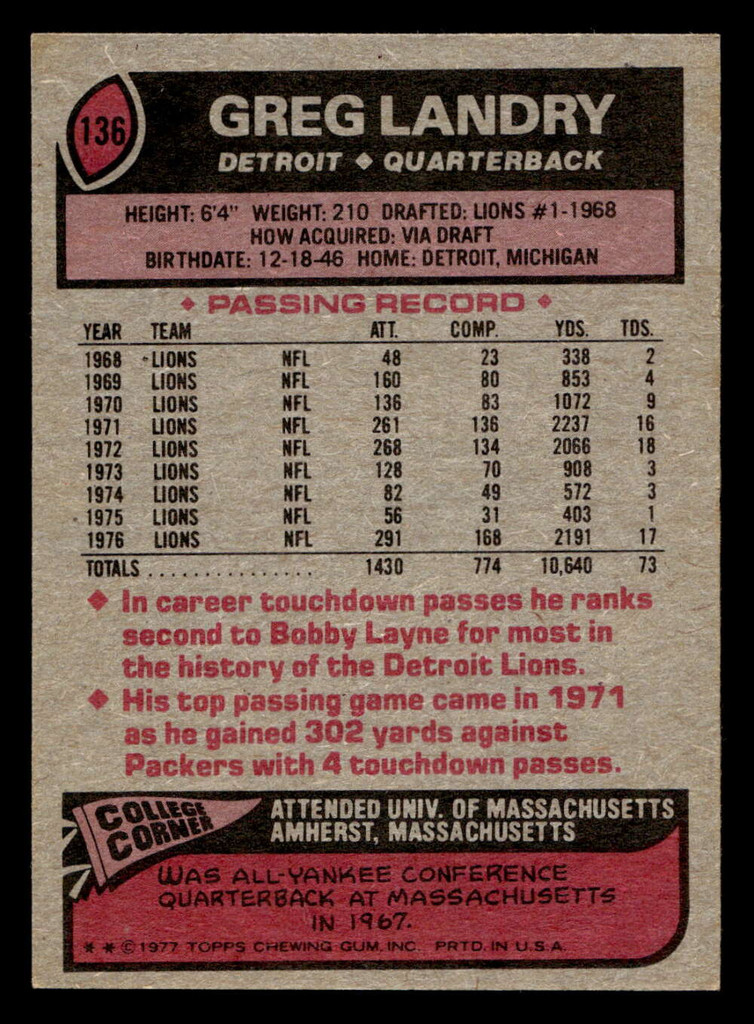 136
GREG LANDRY
DETROIT ◆ QUARTERBACK
HEIGHT: 6'4" WEIGHT: 210 DRAFTED: LIONS #1-1968
HOW ACQUIRED: VIA DRAFT
BIRTHDATE: 12-18-46 HOME: DETROIT, MICHIGAN
◆ PASSING RECORD ◆
YEAR TEAM ATT. COMP. YDS. TDS.
1968 LIONS NFL 48 23 338 2
1969 LIONS NFL 160 80 853 4
1970 LIONS NFL 136 83 1072 9
1971 LIONS NFL 261 136 2237 16
1972 LIONS NFL 268 134 2066 18
1973 LIONS NFL 128 70 908 3
1974 LIONS NFL 82 49 572 3
1975 LIONS NFL 56 31 403 1
1976 LIONS NFL 291 168 2191 17
TOTALS ................ 1430 774 10,640 73
◆ In career touchdown passes he ranks
second to Bobby Layne for most in
the history of the Detroit Lions.
◆ His top passing game came in 1971
as he gained 302 yards against
Packers with 4 touchdown passes.
COLLEGE
CORNER
ATTENDED UNIV. OF MASSACHUSETTS
AMHERST, MASSACHUSETTS
WAS ALL-YANKEE CONFERENCE
QUARTERBACK AT MASSACHUSETTS
IN 1967.
* * © 1977 TOPPS CHEWING GUM, INC. PRTD. IN U.S.A.